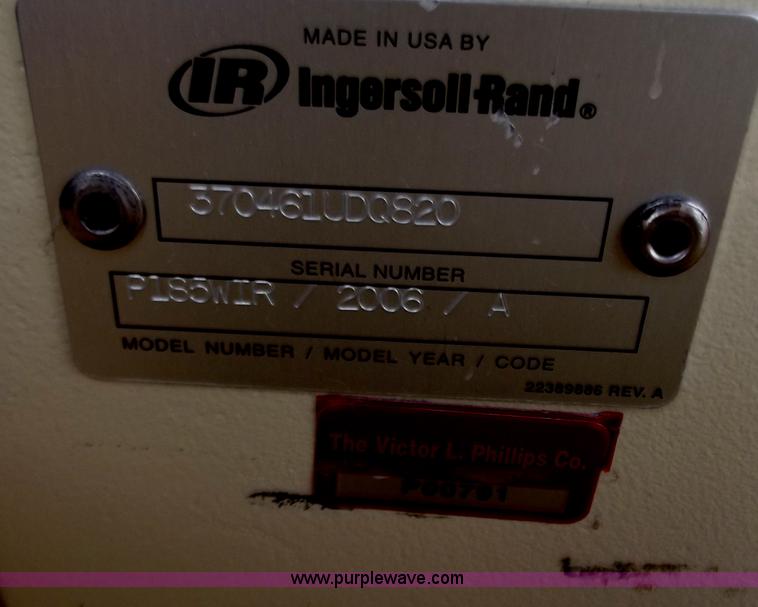 MADE IN USA BY
IR Ingersoll-Rand®
370461UDQ820
SERIAL NUMBER
P185WIR / 2006 / A
MODEL NUMBER / MODEL YEAR / CODE
22389886 REV. A
The Victor L. Phillips Co.
www.purplewave.com